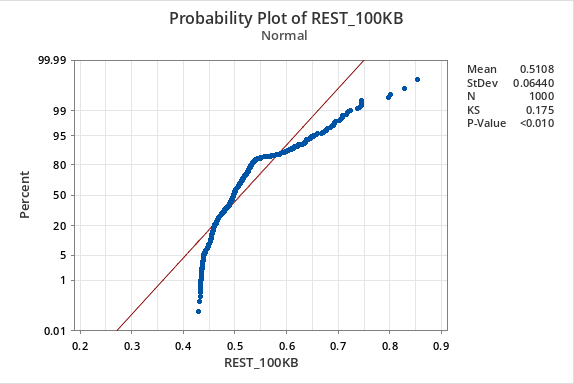 Probability Plot of REST_100KB
Normal
Mean 0.5108
StDev 0.06440
N 1000
KS 0.175
P-Value <0.010
Percent
99.99
99
95
80
50
20
5
1
0.01
0.2 0.3 0.4 0.5 0.6 0.7 0.8 0.9
REST_100KB